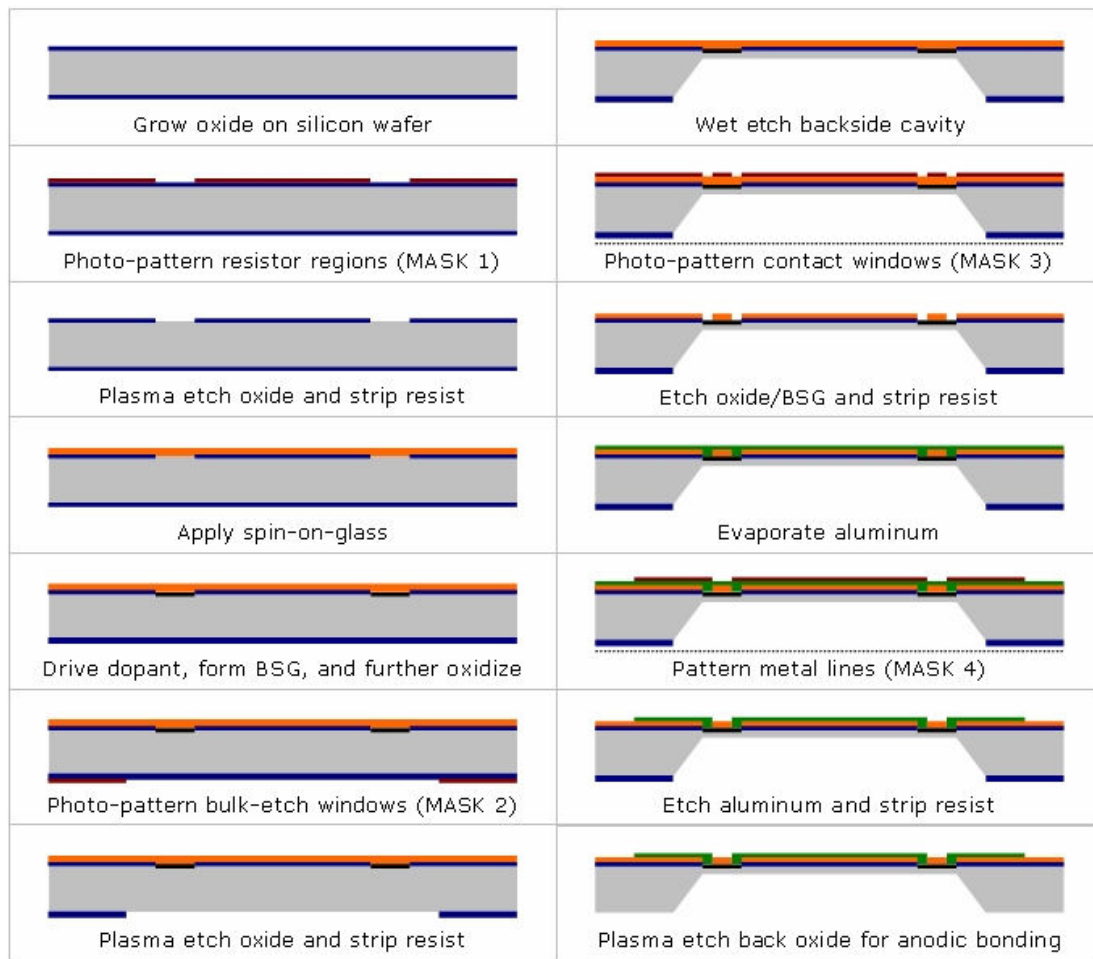 Grow oxide on silicon wafer
Photo-pattern resistor regions (MASK 1)
Plasma etch oxide and strip resist
Apply spin-on-glass
Drive dopant, form BSG, and further oxidize
Photo-pattern bulk-etch windows (MASK 2)
Plasma etch oxide and strip resist
Wet etch backside cavity
Photo-pattern contact windows (MASK 3)
Etch oxide/BSG and strip resist
Evaporate aluminum
Pattern metal lines (MASK 4)
Etch aluminum and strip resist
Plasma etch back oxide for anodic bonding